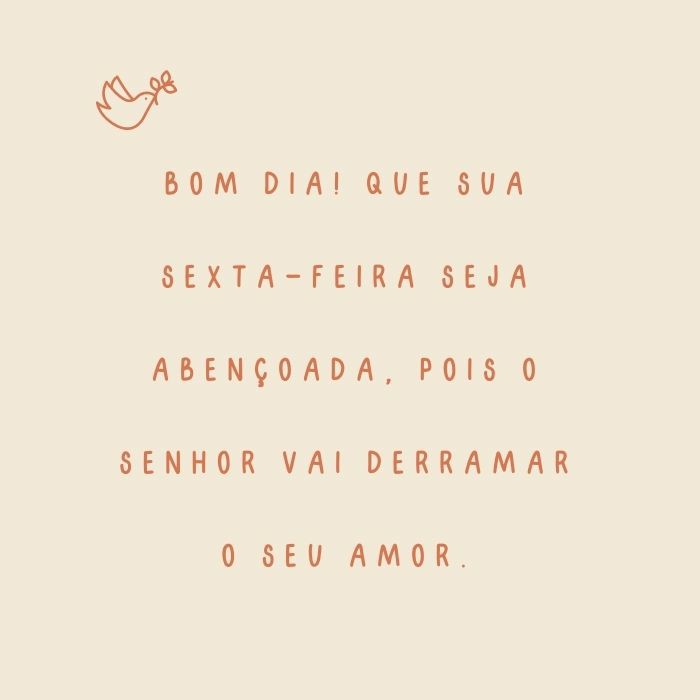 BOM DIA! QUE SUA
SEXTA-FEIRA SEJA
ABENÇOADA, POIS O
SENHOR VAI DERRAMAR
O SEU AMOR.